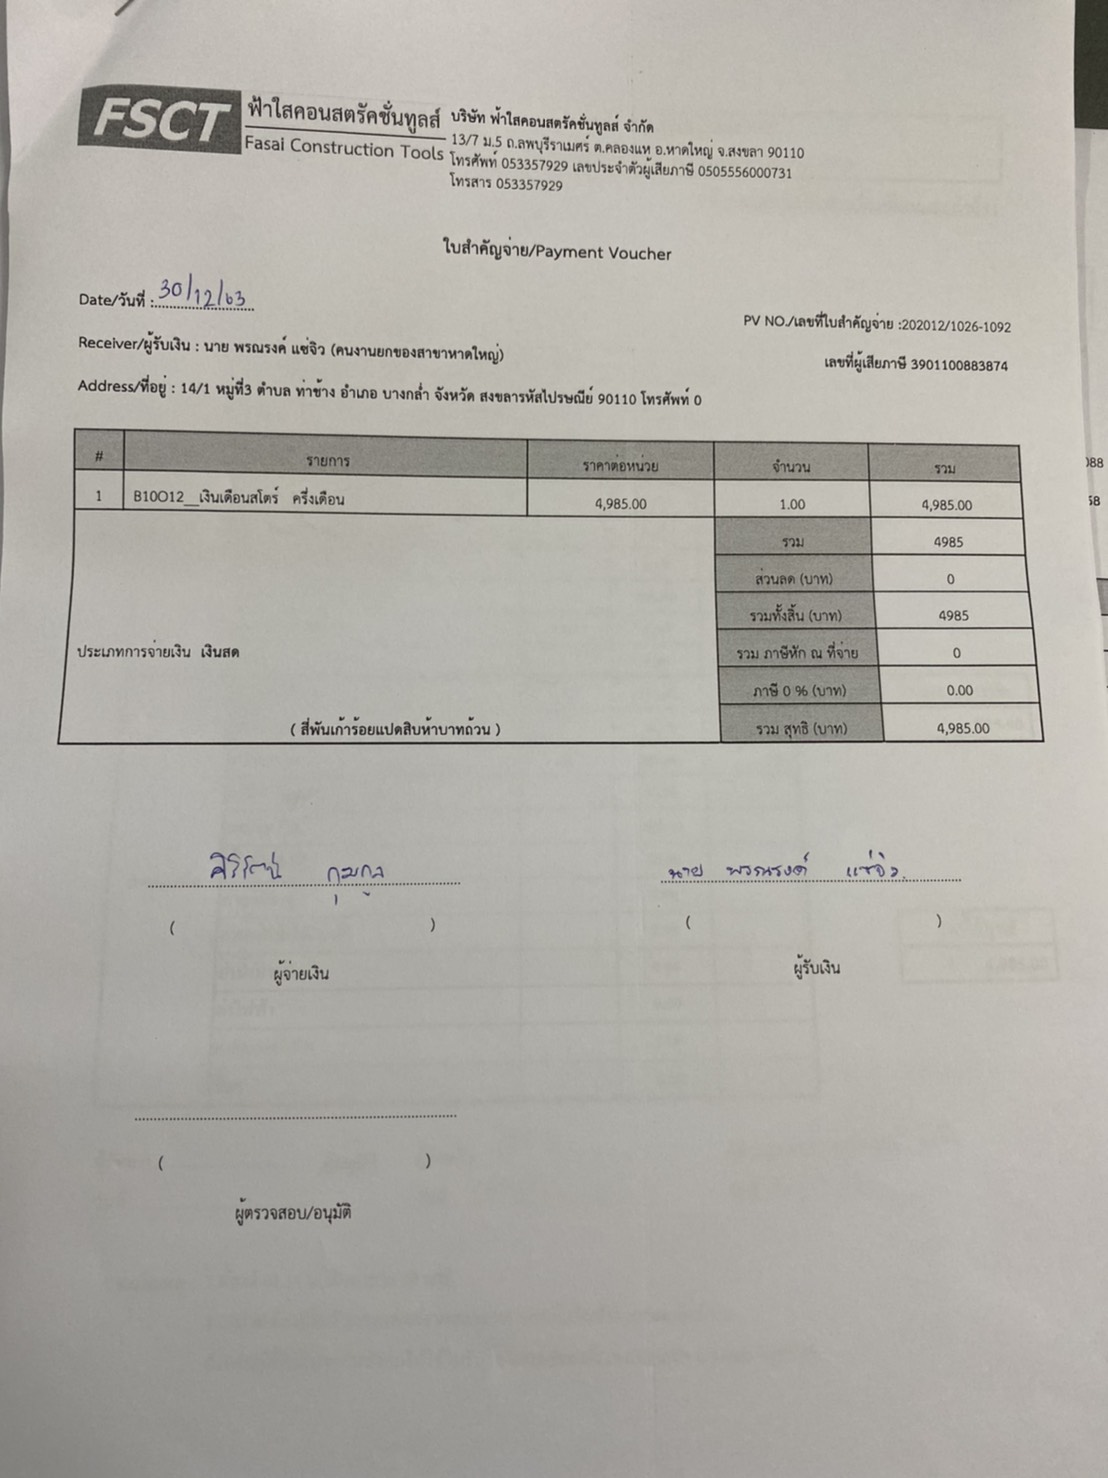 FSCT ฟ้าใสคอนสตรัคชั่นทูลส์
Fasai Construction Tools
บริษัท ฟ้าใสคอนสตรัคชั่นทูลส์ จำกัด
13/7 ม.5 ถ.ลพบุรีราเมศร์ ต.คลองแห อ.หาดใหญ่ จ.สงขลา 90110
โทรศัพท์ 053357929 เลขประจำตัวผู้เสียภาษี 0505556000731
โทรสาร 053357929
ใบสำคัญจ่าย/Payment Voucher
Date/วันที่ : 30/12/63
PV NO./เลขที่ใบสำคัญจ่าย :202012/1026-1092
Receiver/ผู้รับเงิน : นาย พรณรงค์ แซ่จิว (คนงานยกของสาขาหาดใหญ่)
เลขที่ผู้เสียภาษี 3901100883874
Address/ที่อยู่ : 14/1 หมู่ที่3 ตำบล ท่าช้าง อำเภอ บางกล่ำ จังหวัด สงขลารหัสไปรษณีย์ 90110 โทรศัพท์ 0
# รายการ ราคาต่อหน่วย จำนวน รวม
1 B10O12__เงินเดือนสโตร์ ครึ่งเดือน 4,985.00 1.00 4,985.00
รวม 4985
ส่วนลด (บาท) 0
รวมทั้งสิ้น (บาท) 4985
ประเภทการจ่ายเงิน เงินสด รวม ภาษีหัก ณ ที่จ่าย 0
ภาษี 0 % (บาท) 0.00
( สี่พันเก้าร้อยแปดสิบห้าบาทถ้วน ) รวม สุทธิ (บาท) 4,985.00
นาย พรณรงค์ แซ่จิว
( ) ( )
ผู้จ่ายเงิน ผู้รับเงิน
( )
ผู้ตรวจสอบ/อนุมัติ